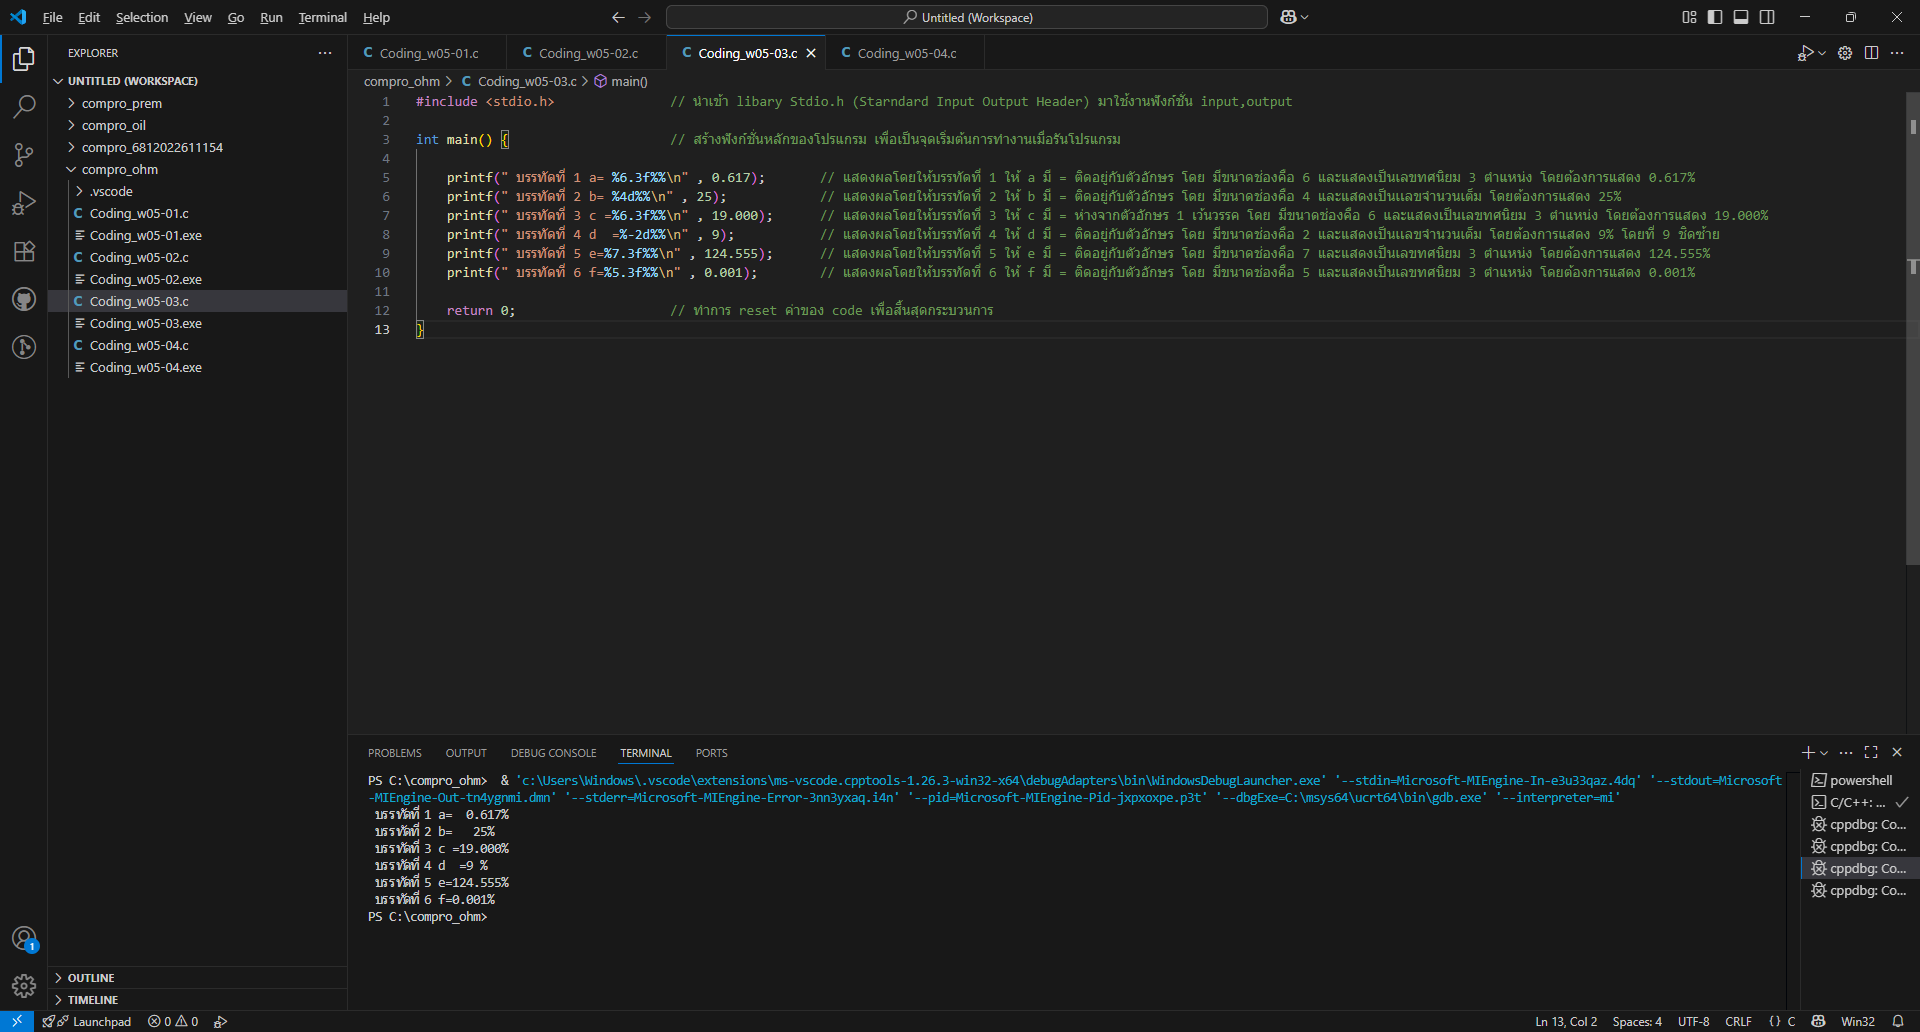 File Edit Selection View Go Run Terminal Help
Untitled (Workspace)
EXPLORER
UNTITLED (WORKSPACE)
compro_prem
compro_oil
compro_6812022611154
compro_ohm
.vscode
C Coding_w05-01.c
Coding_w05-01.exe
C Coding_w05-02.c
Coding_w05-02.exe
C Coding_w05-03.c
Coding_w05-03.exe
C Coding_w05-04.c
Coding_w05-04.exe
OUTLINE
TIMELINE
C Coding_w05-01.c C Coding_w05-02.c C Coding_w05-03.c C Coding_w05-04.c
compro_ohm > C Coding_w05-03.c > main()
1 #include <stdio.h> // นำเข้า libary Stdio.h (Starndard Input Output Header) มาใช้งานฟังก์ชั่น input,output
2
3 int main() { // สร้างฟังก์ชั่นหลักของโปรแกรม เพื่อเป็นจุดเริ่มต้นการทำงานเมื่อรันโปรแกรม
4
5 printf(" บรรทัดที่ 1 a= %6.3f%%\n" , 0.617); // แสดงผลโดยให้บรรทัดที่ 1 ให้ a มี = ติดอยู่กับตัวอักษร โดย มีขนาดช่องคือ 6 และแสดงเป็นเลขทศนิยม 3 ตำแหน่ง โดยต้องการแสดง 0.617%
6 printf(" บรรทัดที่ 2 b= %4d%%\n" , 25); // แสดงผลโดยให้บรรทัดที่ 2 ให้ b มี = ติดอยู่กับตัวอักษร โดย มีขนาดช่องคือ 4 และแสดงเป็นแลขจำนวนเต็ม โดยต้องการแสดง 25%
7 printf(" บรรทัดที่ 3 c =%6.3f%%\n" , 19.000); // แสดงผลโดยให้บรรทัดที่ 3 ให้ c มี = ห่างจากตัวอักษร 1 เว้นวรรค โดย มีขนาดช่องคือ 6 และแสดงเป็นเลขทศนิยม 3 ตำแหน่ง โดยต้องการแสดง 19.000%
8 printf(" บรรทัดที่ 4 d  =%-2d%%\n" , 9); // แสดงผลโดยให้บรรทัดที่ 4 ให้ d มี = ติดอยู่กับตัวอักษร โดย มีขนาดช่องคือ 2 และแสดงเป็นแลขจำนวนเต็ม โดยต้องการแสดง 9% โดยที่ 9 ชิดซ้าย
9 printf(" บรรทัดที่ 5 e=%7.3f%%\n" , 124.555); // แสดงผลโดยให้บรรทัดที่ 5 ให้ e มี = ติดอยู่กับตัวอักษร โดย มีขนาดช่องคือ 7 และแสดงเป็นเลขทศนิยม 3 ตำแหน่ง โดยต้องการแสดง 124.555%
10 printf(" บรรทัดที่ 6 f=%5.3f%%\n" , 0.001); // แสดงผลโดยให้บรรทัดที่ 6 ให้ f มี = ติดอยู่กับตัวอักษร โดย มีขนาดช่องคือ 5 และแสดงเป็นเลขทศนิยม 3 ตำแหน่ง โดยต้องการแสดง 0.001%
11
12 return 0; // ทำการ reset ค่าของ code เพื่อสิ้นสุดกระบวนการ
13 }
PROBLEMS OUTPUT DEBUG CONSOLE TERMINAL PORTS
PS C:\compro_ohm>  & 'c:\Users\Windows\.vscode\extensions\ms-vscode.cpptools-1.26.3-win32-x64\debugAdapters\bin\WindowsDebugLauncher.exe' '--stdin=Microsoft-MIEngine-In-e3u33qaz.4dq' '--stdout=Microsoft
-MIEngine-Out-tn4ygnmi.dmn' '--stderr=Microsoft-MIEngine-Error-3nn3yxaq.i4n' '--pid=Microsoft-MIEngine-Pid-jxpxoxpe.p3t' '--dbgExe=C:\msys64\ucrt64\bin\gdb.exe' '--interpreter=mi'
บรรทัดที่ 1 a=  0.617%
บรรทัดที่ 2 b=   25%
บรรทัดที่ 3 c =19.000%
บรรทัดที่ 4 d  =9 %
บรรทัดที่ 5 e=124.555%
บรรทัดที่ 6 f=0.001%
PS C:\compro_ohm>
powershell
C/C++: ...
cppdbg: Co...
cppdbg: Co...
cppdbg: Co...
cppdbg: Co...
1
Launchpad 0 0
Ln 13, Col 2 Spaces: 4 UTF-8 CRLF {} C Win32